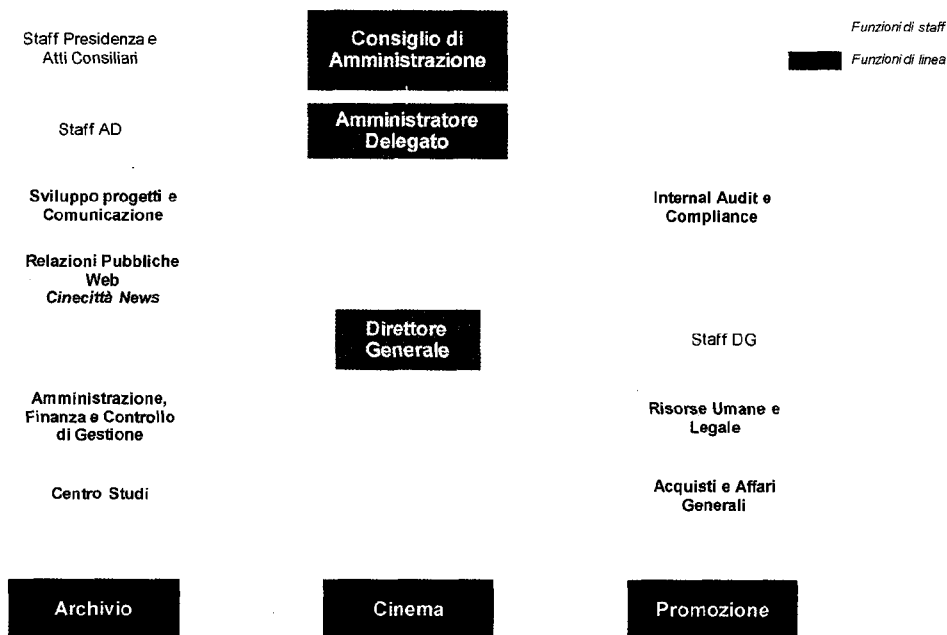 Staff Presidenza e
Atti Consiliari
Consiglio di
Amministrazione
Funzioni di staff
Funzioni di linea
Staff AD
Amministratore
Delegato
Sviluppo progetti e
Comunicazione
Internal Audit e
Compliance
Relazioni Pubbliche
Web
Cinecittà News
Direttore
Generale
Staff DG
Amministrazione,
Finanza e Controllo
di Gestione
Risorse Umane e
Legale
Centro Studi
Acquisti e Affari
Generali
Archivio
Cinema
Promozione